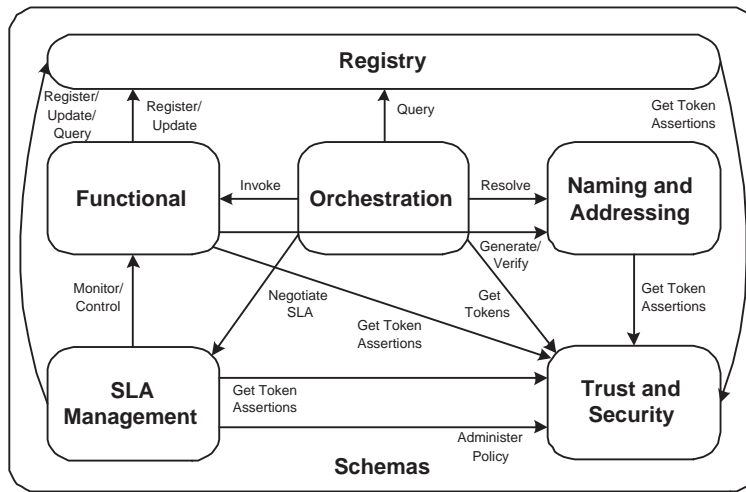 Registry
Register/
Update/
Query
Register/
Update
Query
Get Token
Assertions
Functional
Invoke
Orchestration
Resolve
Naming and
Addressing
Generate/
Verify
Monitor/
Control
Negotiate
SLA
Get Token
Assertions
Get
Tokens
Get Token
Assertions
SLA
Management
Get Token
Assertions
Trust and
Security
Administer
Policy
Schemas